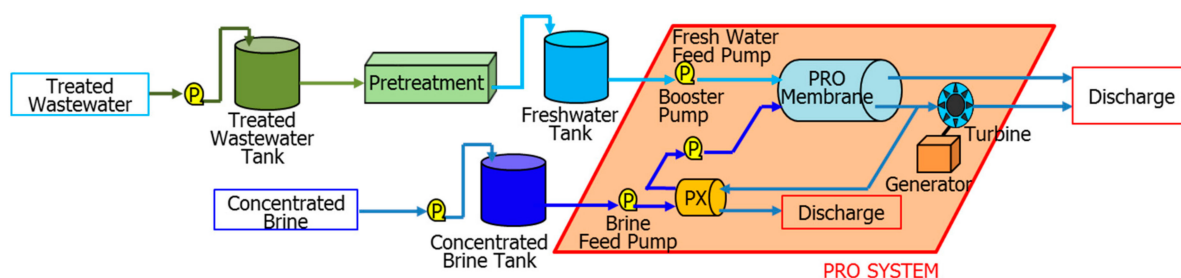 Treated
Wastewater
P
Treated
Wastewater
Tank
Pretreatment
Freshwater
Tank
Fresh Water
Feed Pump
P
Booster
Pump
PRO
Membrane
Turbine
Generator
Discharge
Concentrated
Brine
P
Concentrated
Brine Tank
P
Brine
Feed Pump
P
PX
Discharge
PRO SYSTEM